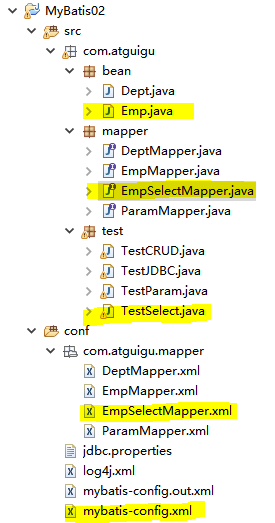 MyBatis02
src
com.atguigu
bean
Dept.java
Emp.java
mapper
DeptMapper.java
EmpMapper.java
EmpSelectMapper.java
ParamMapper.java
test
TestCRUD.java
TestJDBC.java
TestParam.java
TestSelect.java
conf
com.atguigu.mapper
DeptMapper.xml
EmpMapper.xml
EmpSelectMapper.xml
ParamMapper.xml
jdbc.properties
log4j.xml
mybatis-config.out.xml
mybatis-config.xml